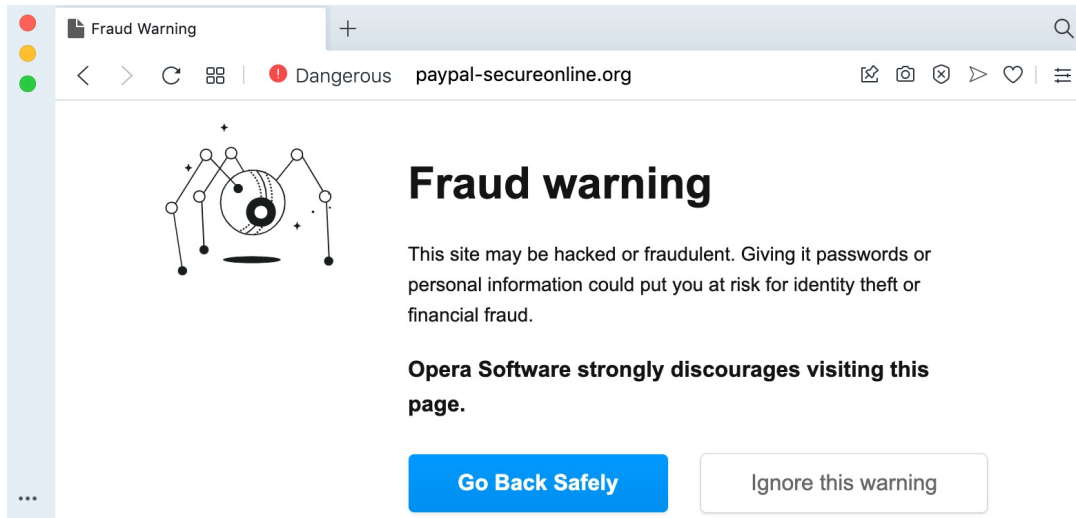 Fraud Warning
Dangerous paypal-secureonline.org
Fraud warning
This site may be hacked or fraudulent. Giving it passwords or
personal information could put you at risk for identity theft or
financial fraud.
Opera Software strongly discourages visiting this
page.
Go Back Safely
Ignore this warning